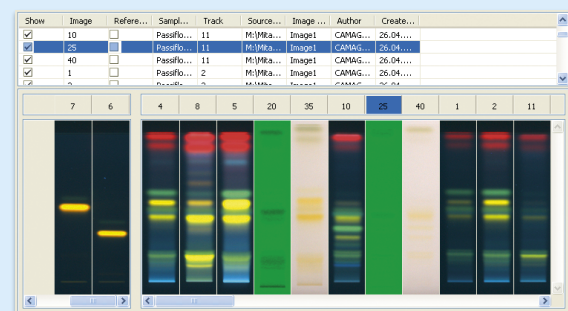 Show Image Refere... Sampl... Track Source... Image ... Author Create...
10 Passiflo... 11 M:\Mita... Image1 CAMAG... 26.04....
25 Passiflo... 11 M:\Mita... Image1 CAMAG... 26.04....
40 Passiflo... 11 M:\Mita... Image1 CAMAG... 26.04....
1 Passiflo... 2 M:\Mita... Image1 CAMAG... 26.04....
7 6 4 8 5 20 35 10 25 40 1 2 11